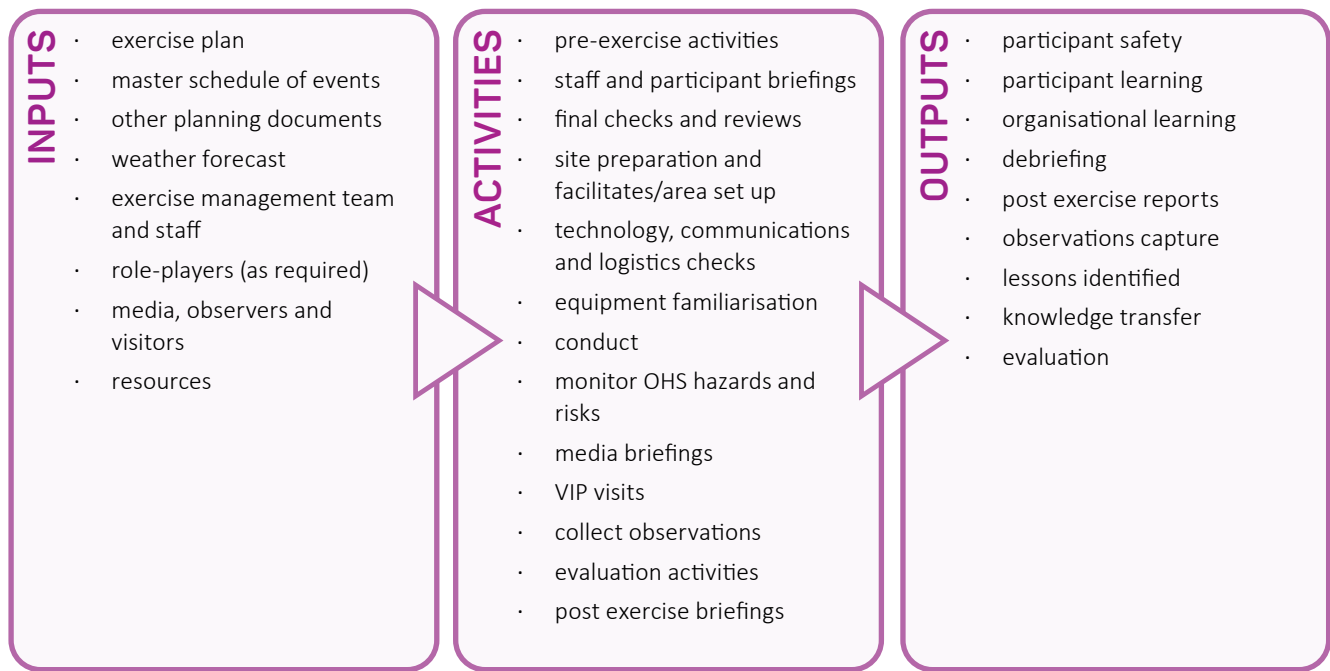 INPUTS
· exercise plan
· master schedule of events
· other planning documents
· weather forecast
· exercise management team
and staff
· role-players (as required)
· media, observers and
visitors
· resources
ACTIVITIES
· pre-exercise activities
· staff and participant briefings
· final checks and reviews
· site preparation and
facilitates/area set up
· technology, communications
and logistics checks
· equipment familiarisation
· conduct
· monitor OHS hazards and
risks
· media briefings
· VIP visits
· collect observations
· evaluation activities
· post exercise briefings
OUTPUTS
· participant safety
· participant learning
· organisational learning
· debriefing
· post exercise reports
· observations capture
· lessons identified
· knowledge transfer
· evaluation